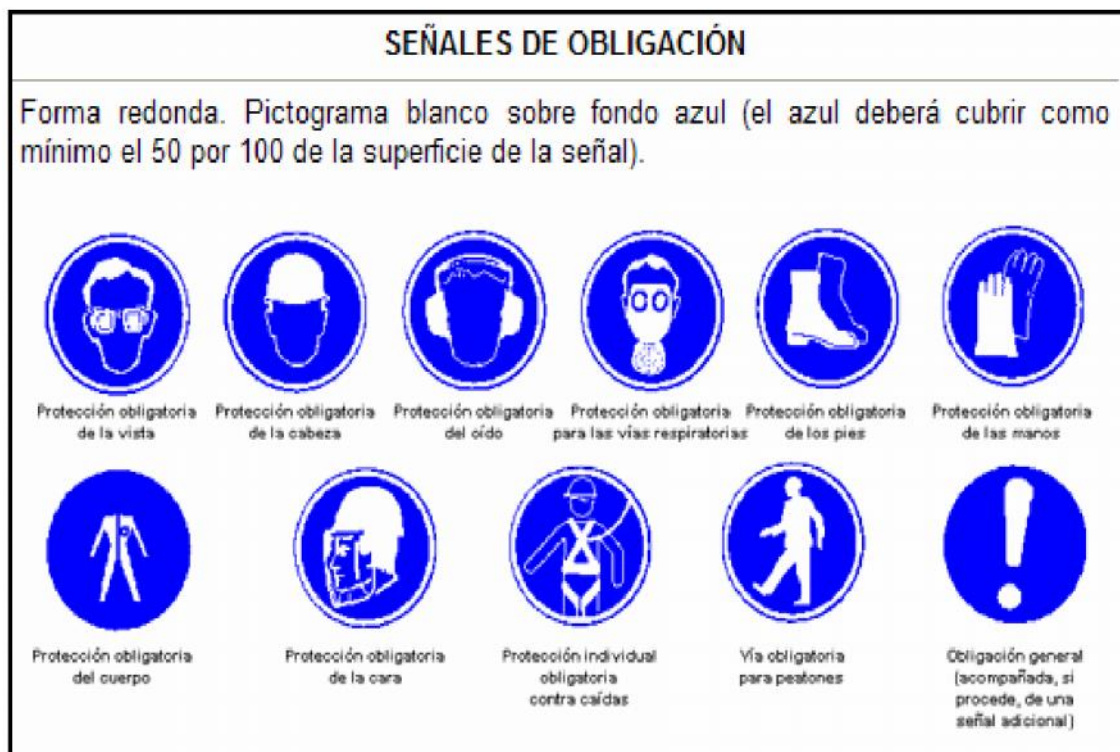 SEÑALES DE OBLIGACIÓN
Forma redonda. Pictograma blanco sobre fondo azul (el azul deberá cubrir como
mínimo el 50 por 100 de la superficie de la señal).
Protección obligatoria
de la vista
Protección obligatoria
de la cabeza
Protección obligatoria
del oído
Protección obligatoria
para las vías respiratorias
Protección obligatoria
de los pies
Protección obligatoria
de las manos
Protección obligatoria
del cuerpo
Protección obligatoria
de la cara
Protección individual
obligatoria
contra caídas
Vía obligatoria
para peatones
Obligación general
(acompañada, si
procede, de una
señal adicional)